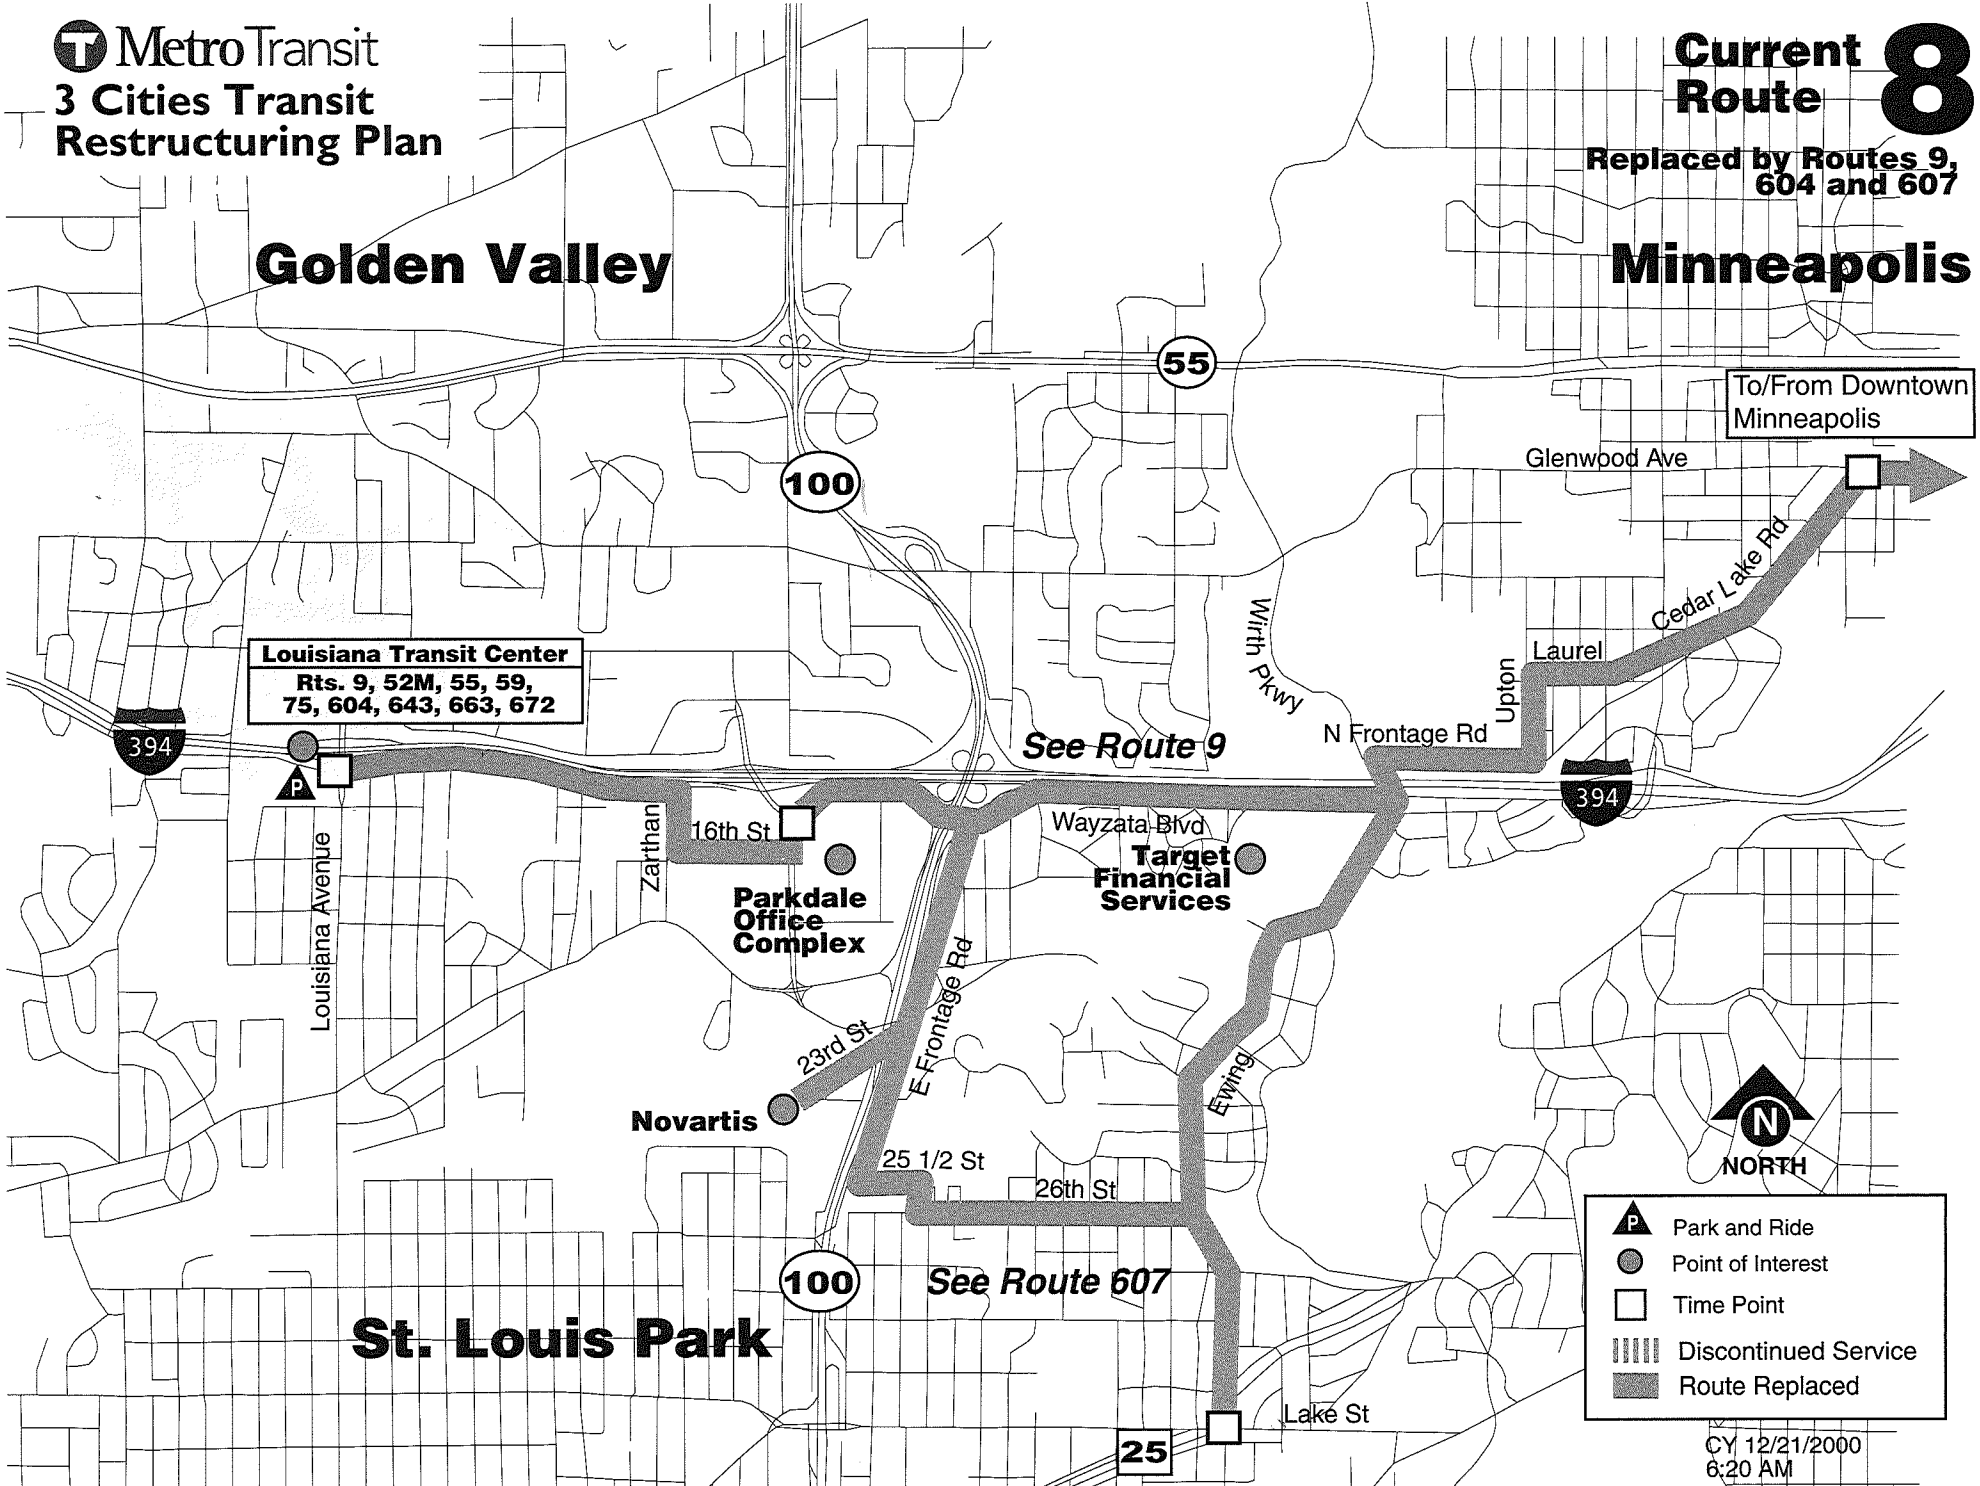 T MetroTransit
3 Cities Transit
Restructuring Plan
Current
Route
8
Replaced by Routes 9,
604 and 607
Golden Valley
Minneapolis
55
To/From Downtown
Minneapolis
Glenwood Ave
100
Cedar Lake Rd
Wirth Pkwy
Laurel
Upton
Louisiana Transit Center
Rts. 9, 52M, 55, 59,
75, 604, 643, 663, 672
394
P
See Route 9
N Frontage Rd
394
Zarthan
16th St
Wayzata Blvd
Target
Financial
Services
Louisiana Avenue
Parkdale
Office
Complex
E Frontage Rd
23rd St
Novartis
Ewing
25 1/2 St
26th St
N
NORTH
100
See Route 607
St. Louis Park
Lake St
25
P Park and Ride
Point of Interest
Time Point
Discontinued Service
Route Replaced
CY 12/21/2000
6:20 AM